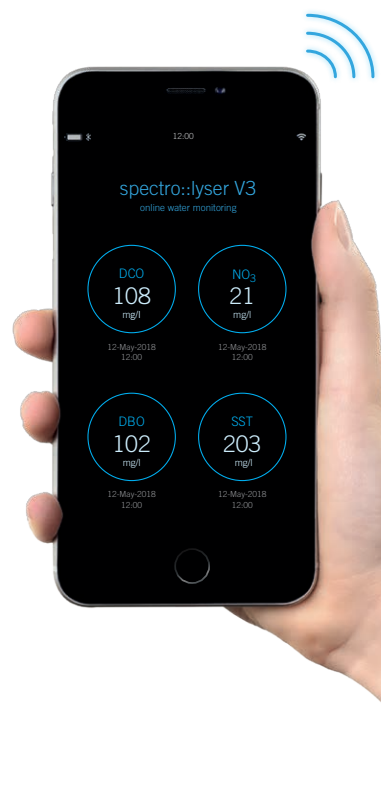 12:00
spectro::lyser V3
online water monitoring
DCO
108
mg/l
12-May-2018
12:00
NO₃
21
mg/l
12-May-2018
12:00
DBO
102
mg/l
12-May-2018
12:00
SST
203
mg/l
12-May-2018
12:00